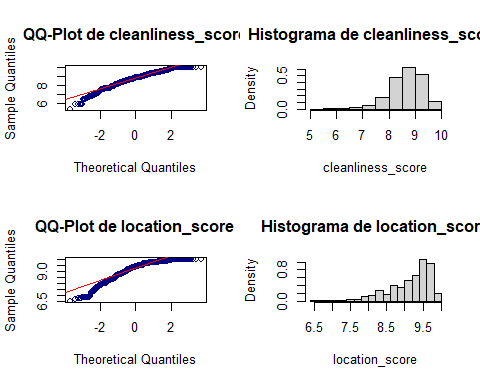 QQ-Plot de cleanliness_score
Sample Quantiles
6 8
-2 0 2
Theoretical Quantiles
Histograma de cleanliness_sco
Density
0.0 0.5
5 6 7 8 9 10
cleanliness_score
QQ-Plot de location_score
Sample Quantiles
6.5 9.0
-2 0 2
Theoretical Quantiles
Histograma de location_scor
Density
0.0 0.8
6.5 7.5 8.5 9.5
location_score